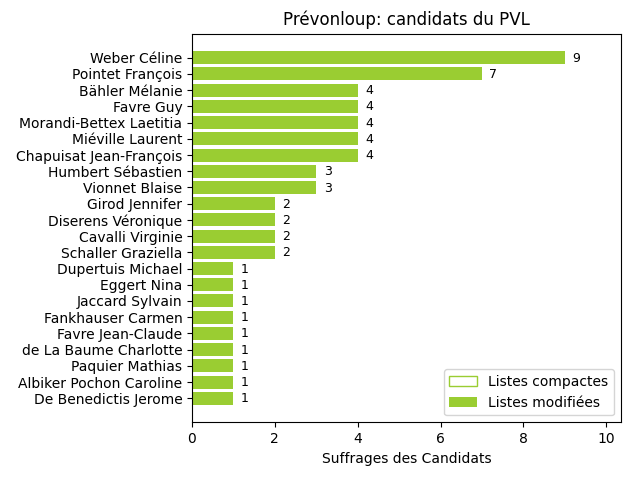 Prévonloup: candidats du PVL
Weber Céline 9
Pointet François 7
Bähler Mélanie 4
Favre Guy 4
Morandi-Bettex Laetitia 4
Miéville Laurent 4
Chapuisat Jean-François 4
Humbert Sébastien 3
Vionnet Blaise 3
Girod Jennifer 2
Diserens Véronique 2
Cavalli Virginie 2
Schaller Graziella 2
Dupertuis Michael 1
Eggert Nina 1
Jaccard Sylvain 1
Fankhauser Carmen 1
Favre Jean-Claude 1
de La Baume Charlotte 1
Paquier Mathias 1
Albiker Pochon Caroline 1
De Benedictis Jerome 1
Listes compactes
Listes modifiées
0 2 4 6 8 10
Suffrages des Candidats